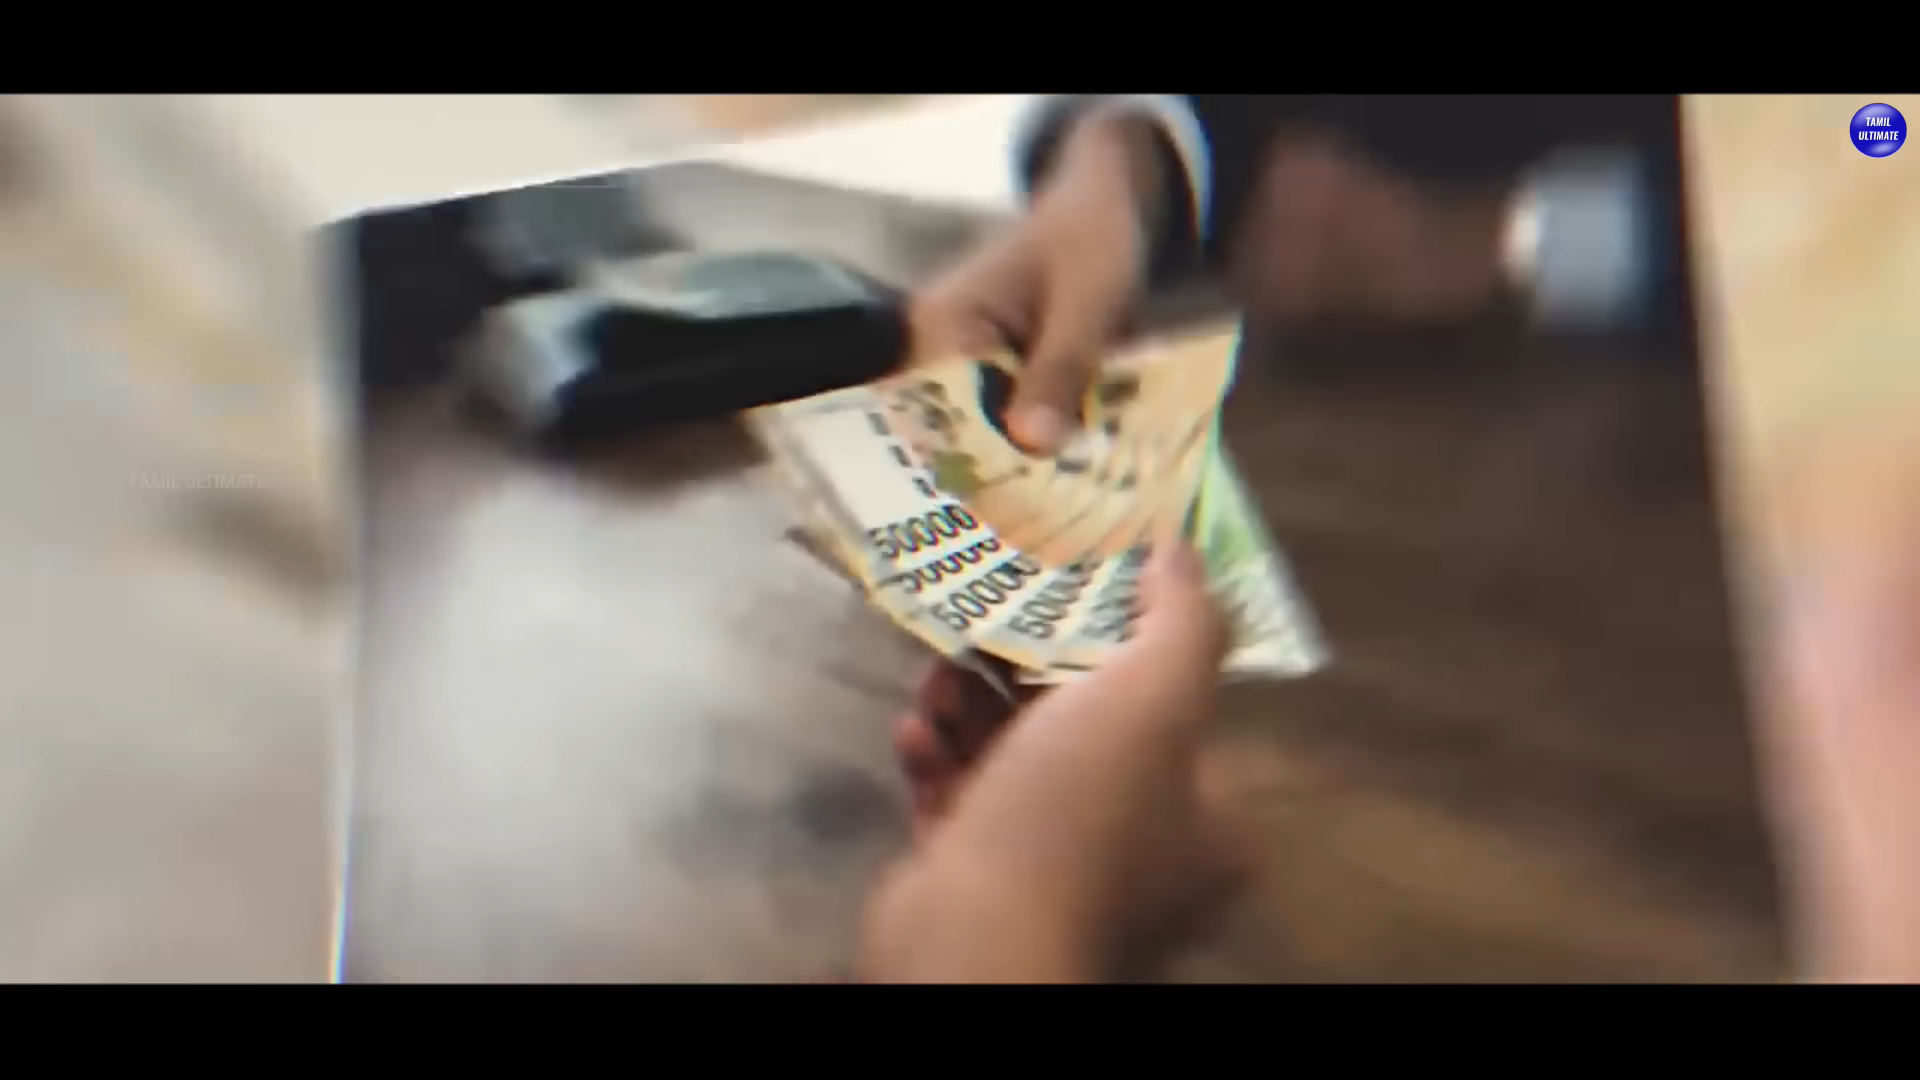 TAMIL
ULTIMATE
TAMIL ULTIMATE
50000
50000
50000